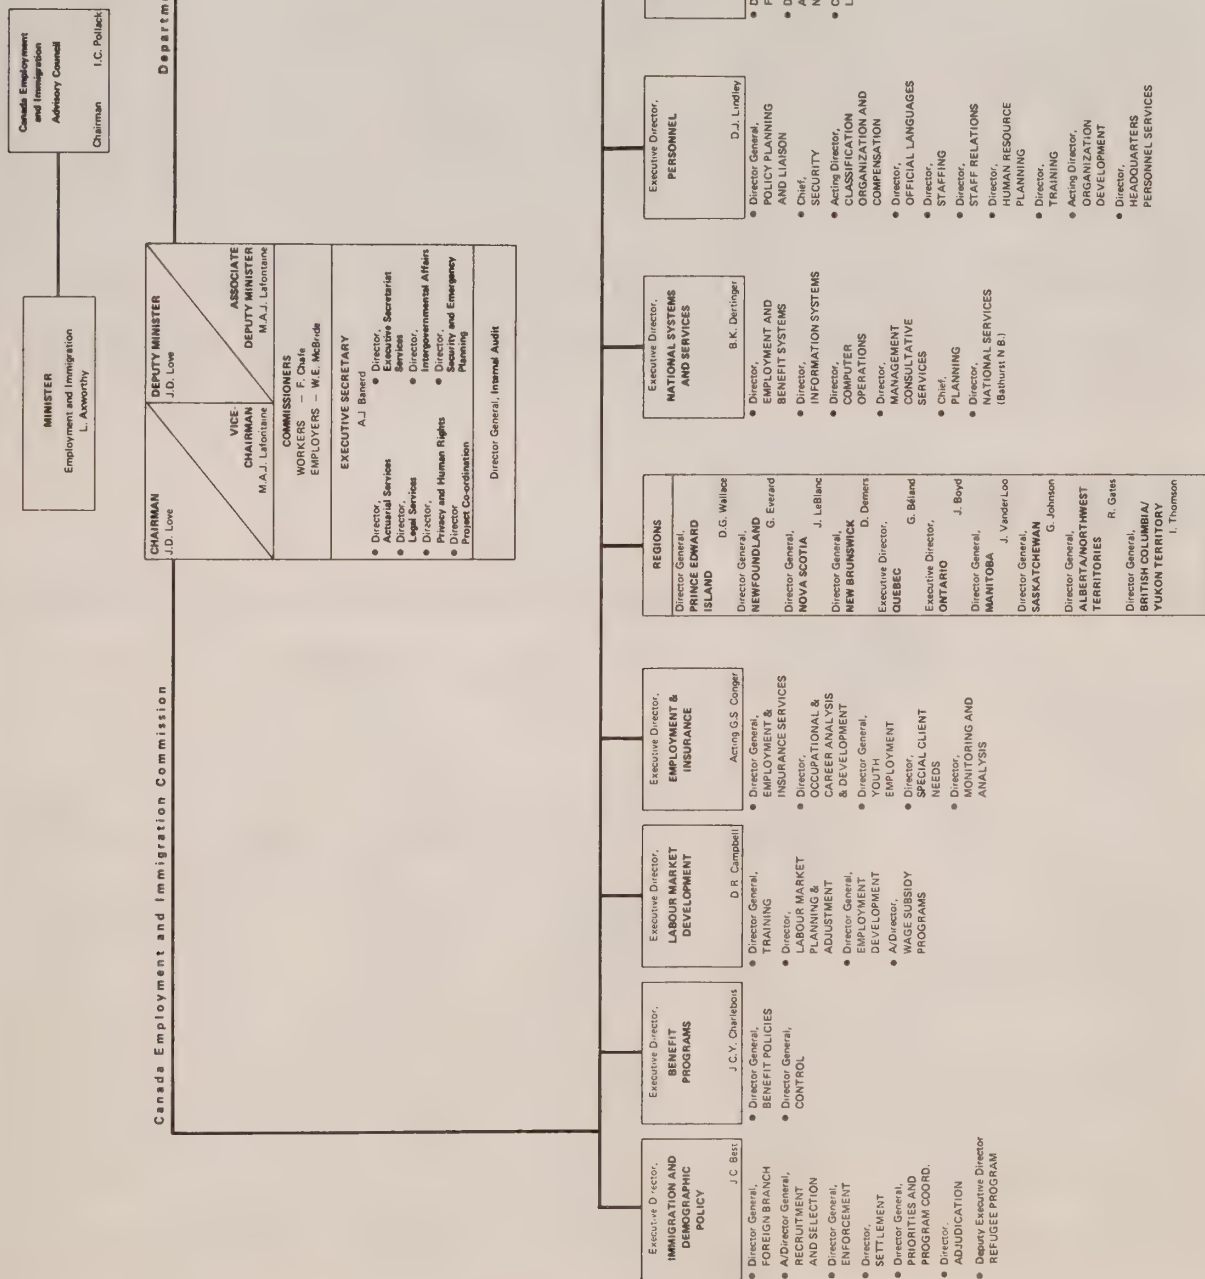 Canada Employment
and Immigration
Advisory Council
Chairman I.C. Pollack
MINISTER
Employment and Immigration
L. Axworthy
Canada Employment and Immigration Commission
Departme
CHAIRMAN
J.D. Love
VICE-
CHAIRMAN
M.A.J. Lafontaine
DEPUTY MINISTER
J.D. Love
ASSOCIATE
DEPUTY MINISTER
M.A.J. Lafontaine
COMMISSIONERS
WORKERS — F. Chafe
EMPLOYERS — W.E. McBride
EXECUTIVE SECRETARY
A.J. Banerd
● Director,
Actuarial Services
● Director,
Legal Services
● Director,
Privacy and Human Rights
● Director
Project Co-ordination
● Director,
Executive Secretariat
Services
● Director,
Intergovernmental Affairs
● Director,
Security and Emergency
Planning
Director General, Internal Audit
Executive Director,
IMMIGRATION AND
DEMOGRAPHIC
POLICY
J C Best
● Director General,
FOREIGN BRANCH
● A/Director General,
RECRUITMENT
AND SELECTION
● Director General,
ENFORCEMENT
● Director,
SETTLEMENT
● Director General,
PRIORITIES AND
PROGRAM COORD.
● Director,
ADJUDICATION
● Deputy Executive Director
REFUGEE PROGRAM
Executive Director,
BENEFIT
PROGRAMS
J C.Y. Charlebois
● Director General,
BENEFIT POLICIES
● Director General,
CONTROL
Executive Director,
LABOUR MARKET
DEVELOPMENT
D R Campbell
● Director General,
TRAINING
● Director,
LABOUR MARKET
PLANNING &
ADJUSTMENT
● Director General,
EMPLOYMENT
DEVELOPMENT
● A/Director,
WAGE SUBSIDY
PROGRAMS
Executive Director,
EMPLOYMENT &
INSURANCE
Acting G.S Conger
● Director General,
EMPLOYMENT &
INSURANCE SERVICES
● Director,
OCCUPATIONAL &
CAREER ANALYSIS
& DEVELOPMENT
● Director General,
YOUTH
EMPLOYMENT
● Director,
SPECIAL CLIENT
NEEDS
● Director,
MONITORING AND
ANALYSIS
REGIONS
Director General,
PRINCE EDWARD
ISLAND
D.G. Wallace
Director General,
NEWFOUNDLAND
G. Everard
Director General,
NOVA SCOTIA
J. LeBlanc
Director General,
NEW BRUNSWICK
D. Demers
Executive Director,
QUEBEC
G. Béland
Executive Director,
ONTARIO
J. Boyd
Director General,
MANITOBA
J. Vander Loo
Director General,
SASKATCHEWAN
G. Johnson
Director General,
ALBERTA/NORTHWEST
TERRITORIES
R. Gates
Director General,
BRITISH COLUMBIA/
YUKON TERRITORY
I. Thomson
Executive Director,
NATIONAL SYSTEMS
AND SERVICES
B.K. Dertinger
● Director,
EMPLOYMENT AND
BENEFIT SYSTEMS
● Director,
INFORMATION SYSTEMS
● Director,
COMPUTER
OPERATIONS
● Director,
MANAGEMENT
CONSULTATIVE
SERVICES
● Chief,
PLANNING
● Director,
NATIONAL SERVICES
(Bathurst N B.)
Executive Director,
PERSONNEL
D.J. Lindley
● Director General,
POLICY PLANNING
AND LIAISON
● Chief,
SECURITY
● Acting Director,
CLASSIFICATION
ORGANIZATION AND
COMPENSATION
● Director,
OFFICIAL LANGUAGES
● Director,
STAFFING
● Director,
STAFF RELATIONS
● Director,
HUMAN RESOURCE
PLANNING
● Director,
TRAINING
● Acting Director,
ORGANIZATION
DEVELOPMENT
● Director,
HEADQUARTERS
PERSONNEL SERVICES